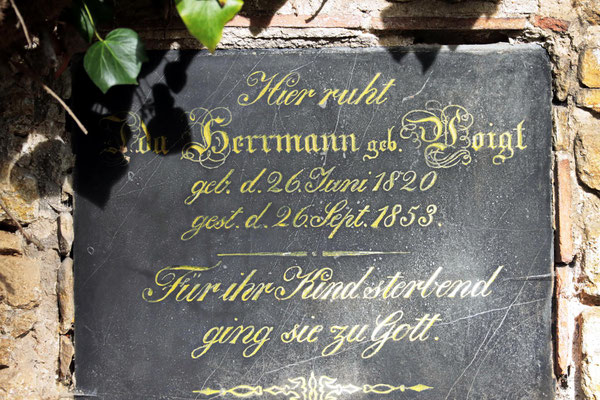 Hier ruht
Ida Herrmann geb. Voigt
geb. d. 26. Juni 1820
gest. d. 26. Sept. 1853.
Für ihr Kind sterbend
ging sie zu Gott.